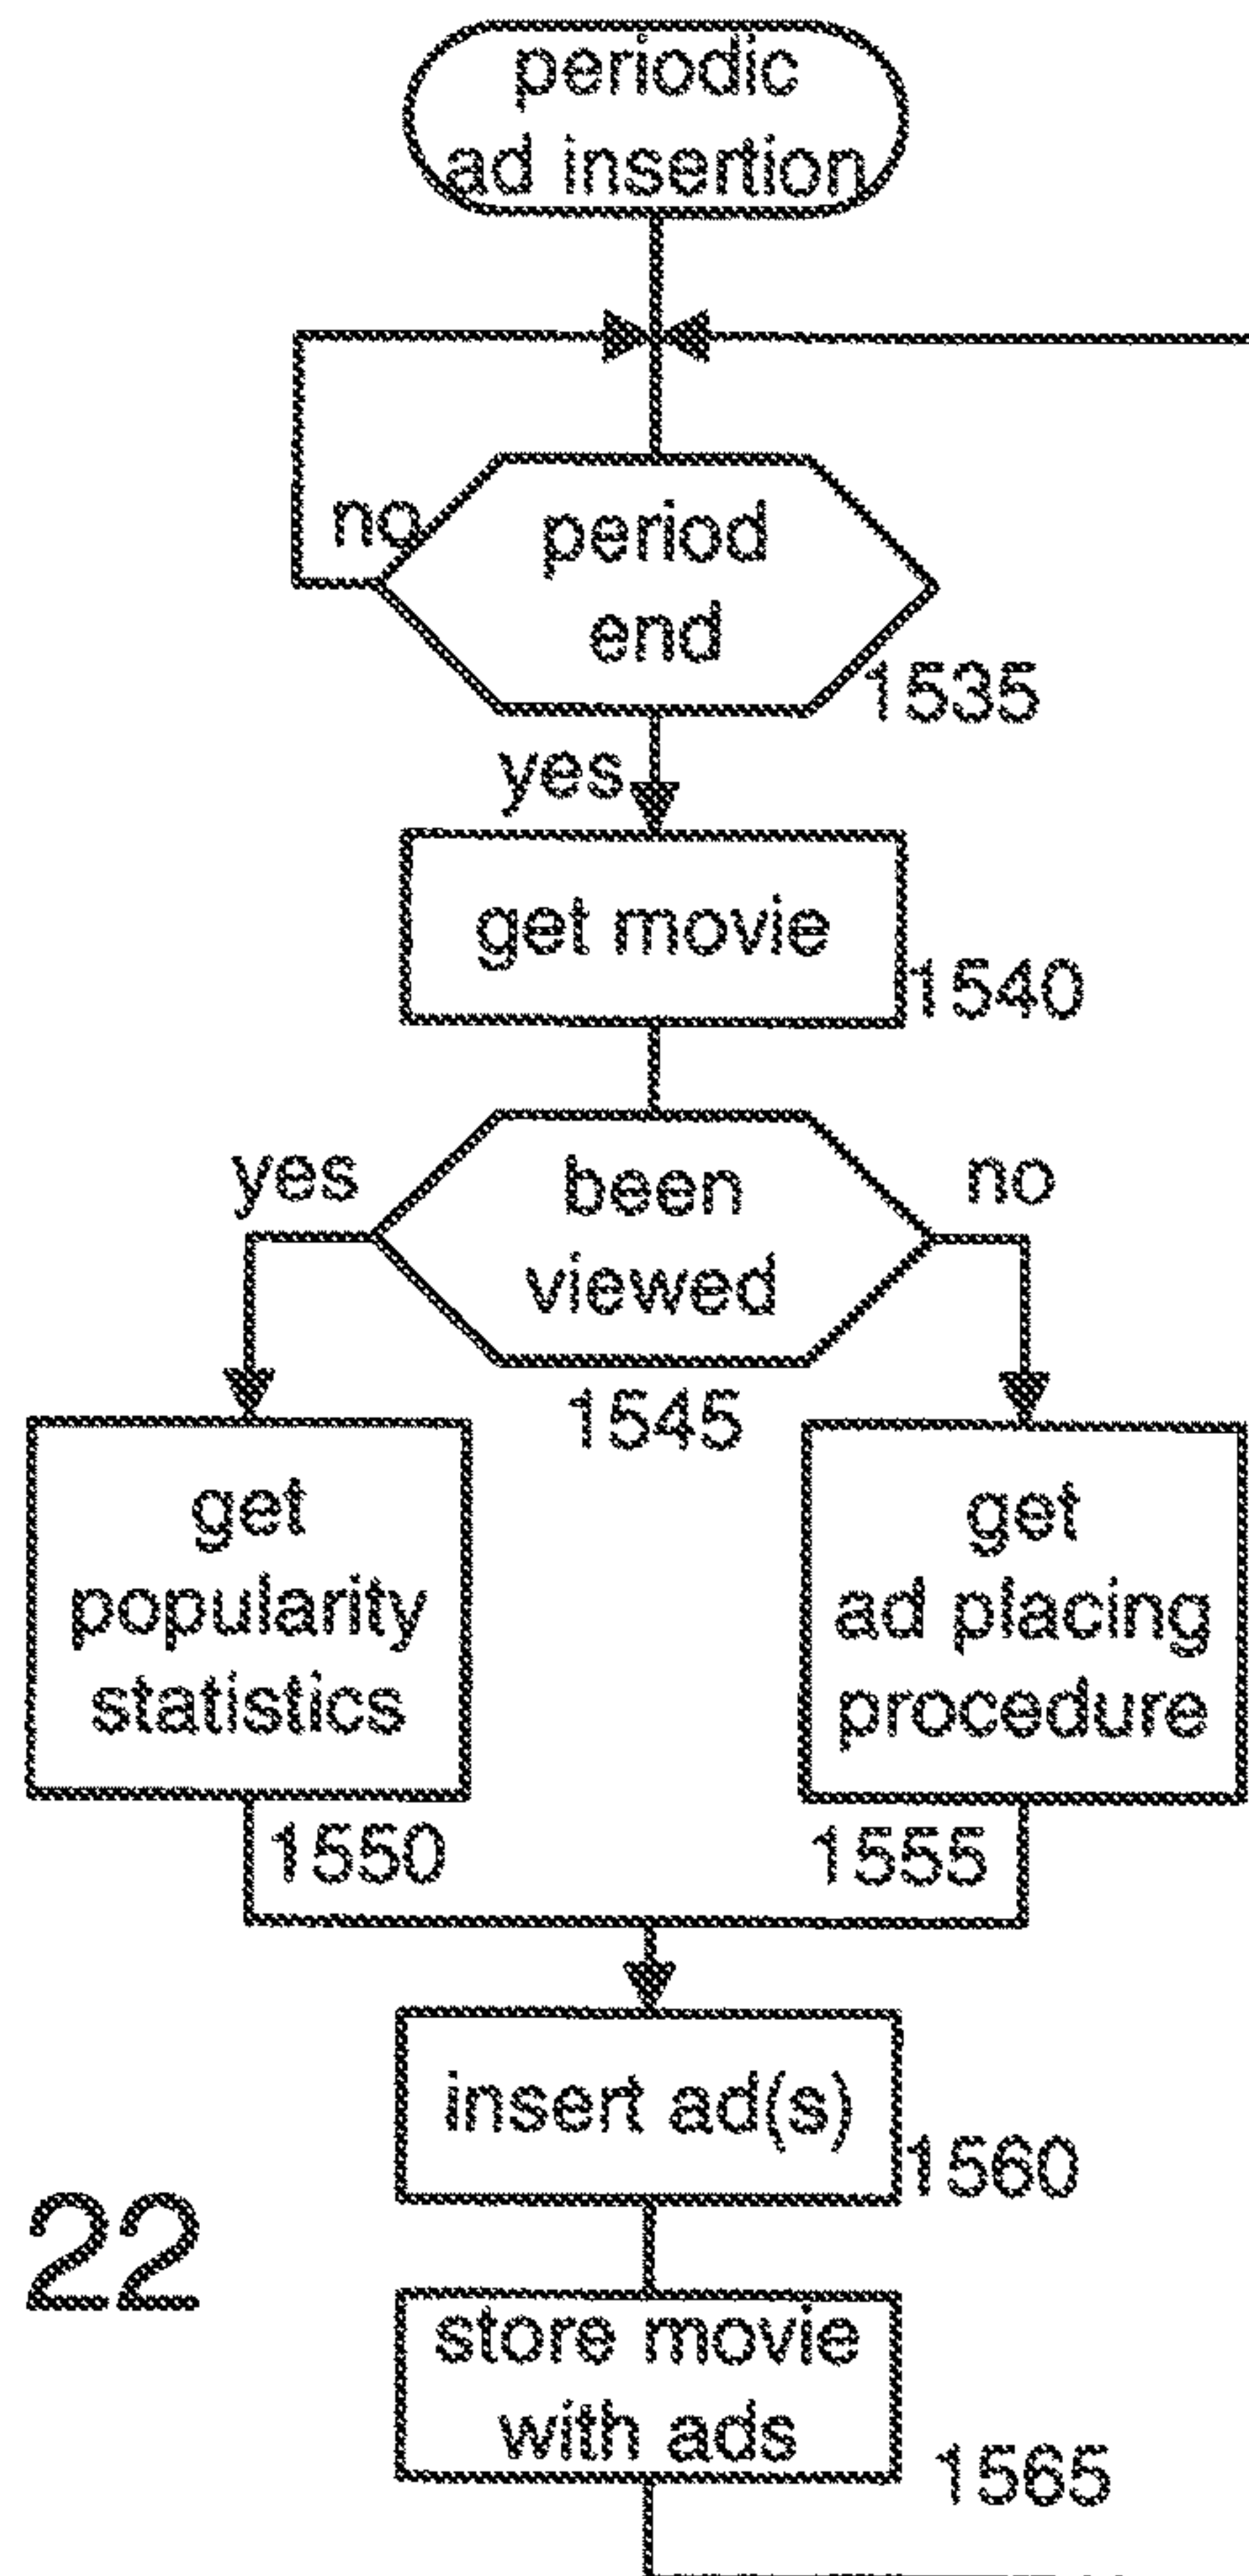 periodic
ad insertion
no
period
end
1535
yes
get movie
1540
yes
been
viewed
no
1545
get
popularity
statistics
1550
get
ad placing
procedure
1555
insert ad(s)
1560
22
store movie
with ads
1565